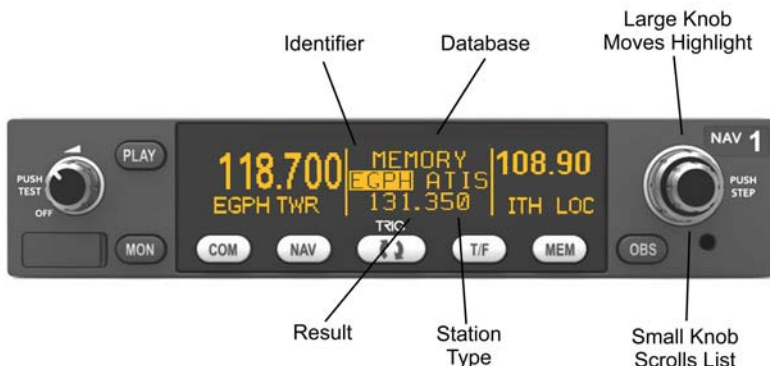 Identifier
Database
Large Knob
Moves Highlight
NAV 1
PLAY
PUSH
TEST
OFF
118.700
EGPH TWR
MEMORY
EGPH ATIS
131.350
108.90
ITH LOC
PUSH
STEP
TRIG
MON
COM
NAV
T/F
MEM
OBS
Result
Station
Type
Small Knob
Scrolls List